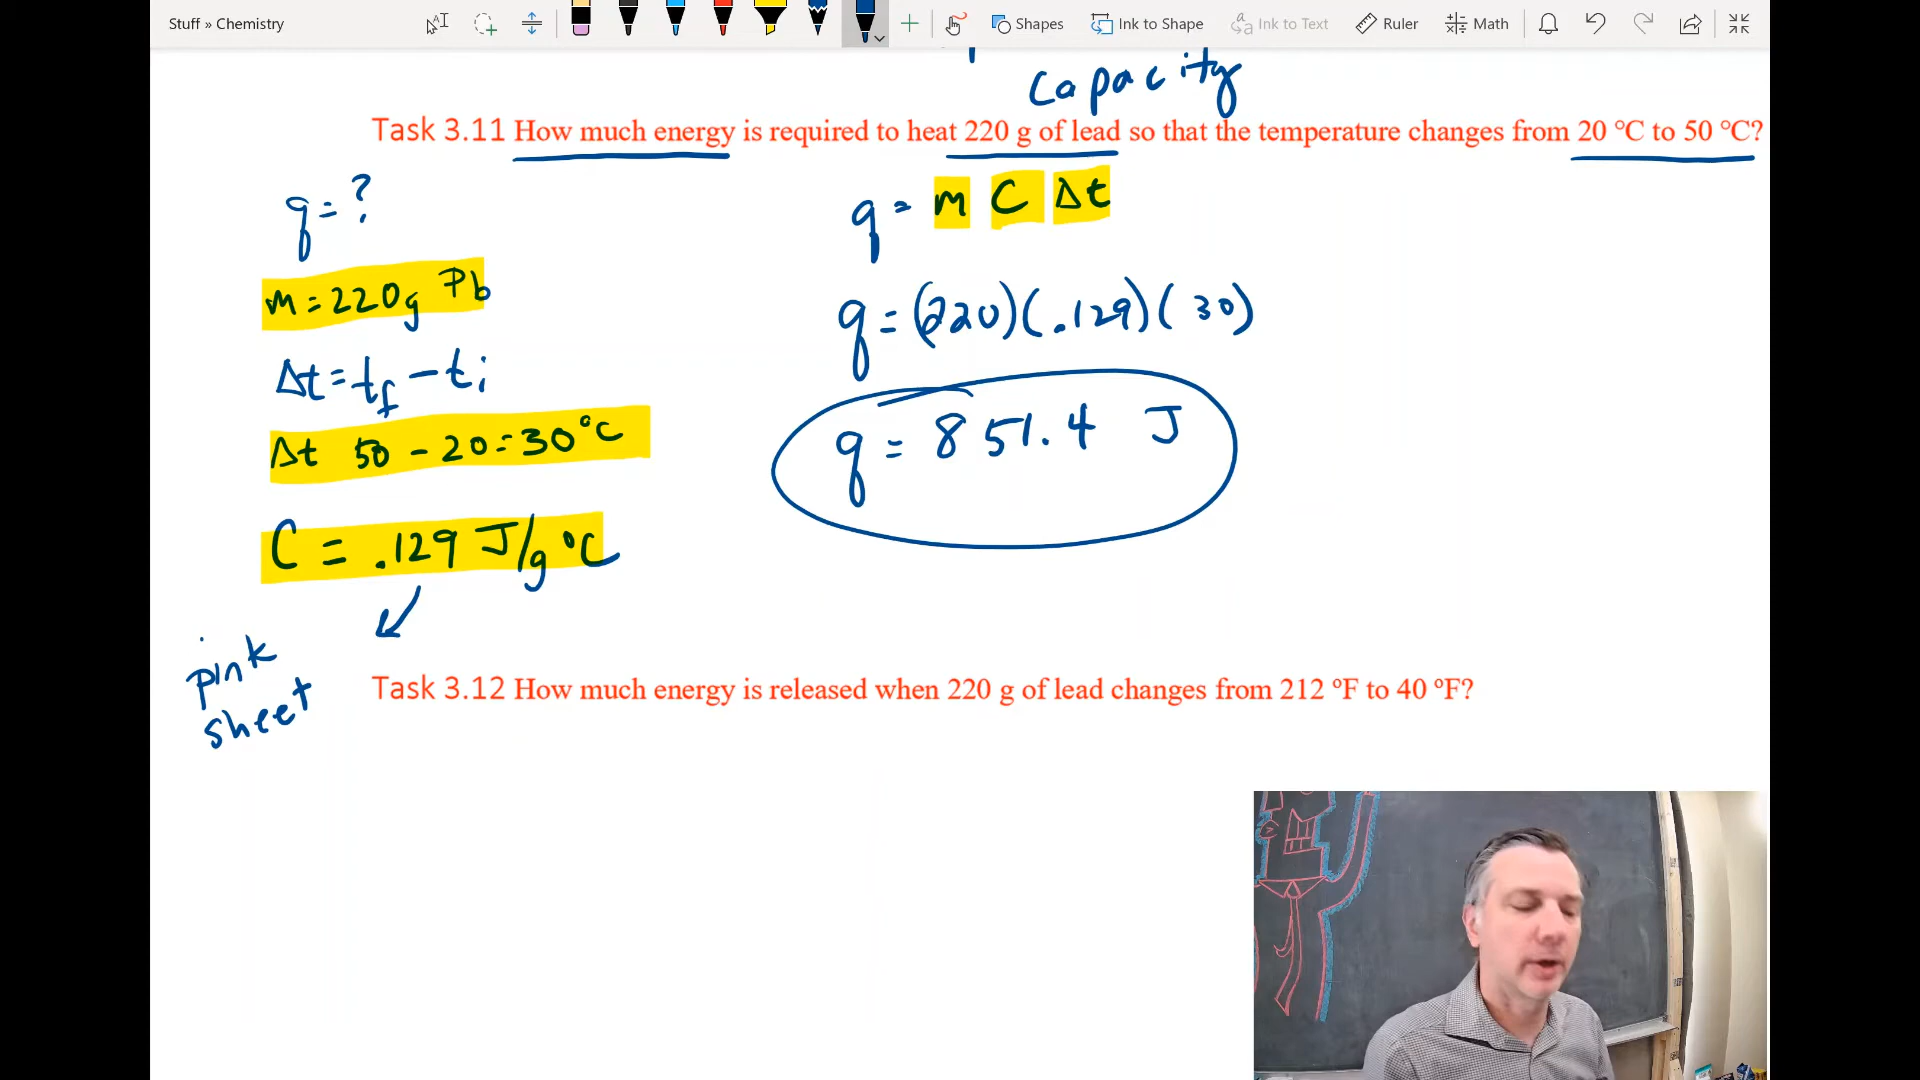 Stuff » Chemistry
Shapes
Ink to Shape
Ink to Text
Ruler
Math
capacity
Task 3.11 How much energy is required to heat 220 g of lead so that the temperature changes from 20 °C to 50 °C?
q = ?
m = 220g Pb
Δt = tf - ti
Δt 50 - 20 = 30°C
C = .129 J/g °C
pink
sheet
q = m C Δt
q = (220)(.129)(30)
q = 851.4 J
Task 3.12 How much energy is released when 220 g of lead changes from 212 °F to 40 °F?